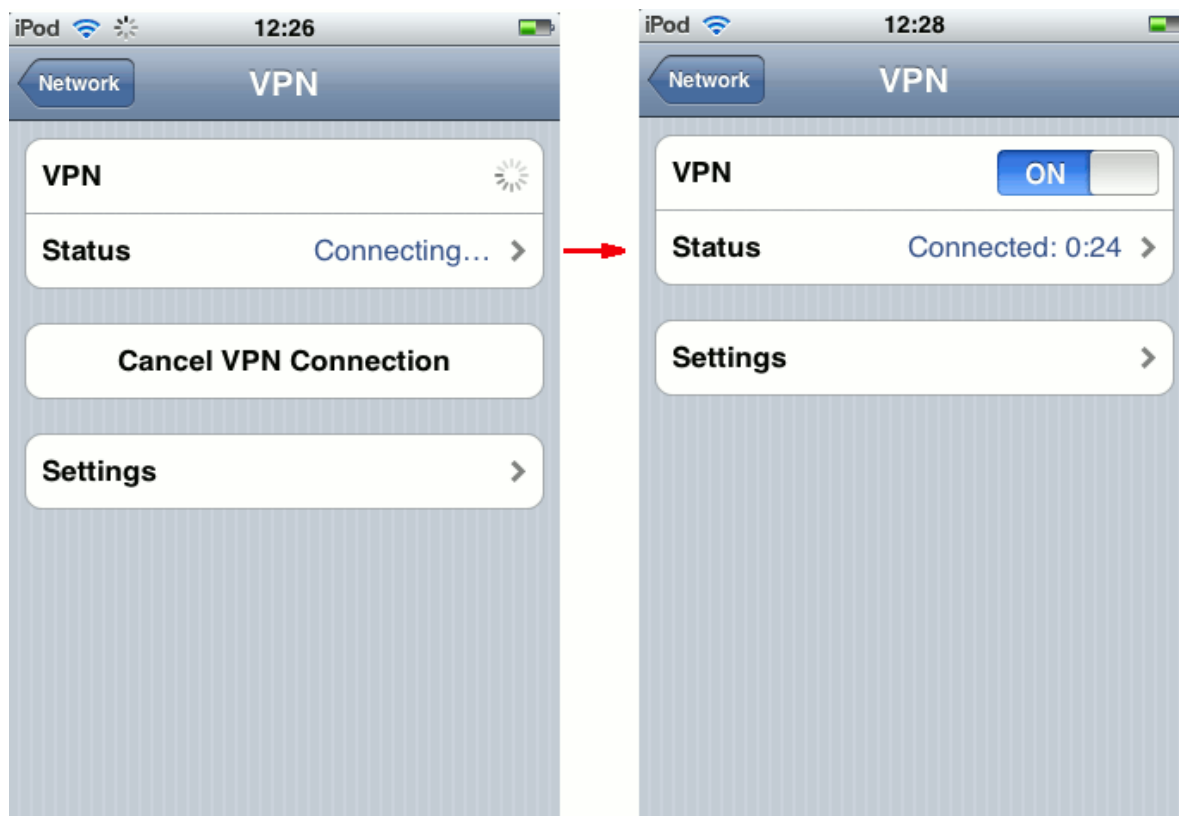 iPod 12:26
Network VPN
VPN
Status Connecting...
Cancel VPN Connection
Settings
iPod 12:28
Network VPN
VPN ON
Status Connected: 0:24
Settings